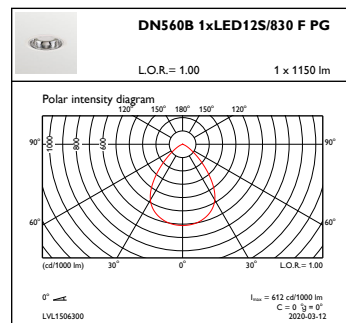 DN560B 1xLED12S/830 F PG
L.O.R.= 1.00 1 x 1150 lm
Polar intensity diagram
120° 150° 180° 150° 120°
90° 1000 800 600 90°
60° 60°
(cd/1000 lm) 30° 0° 30° L.O.R.= 1.00
0° Imax = 612 cd/1000 lm
C = 0 °g = 0°
LVL1506300 2020-03-12